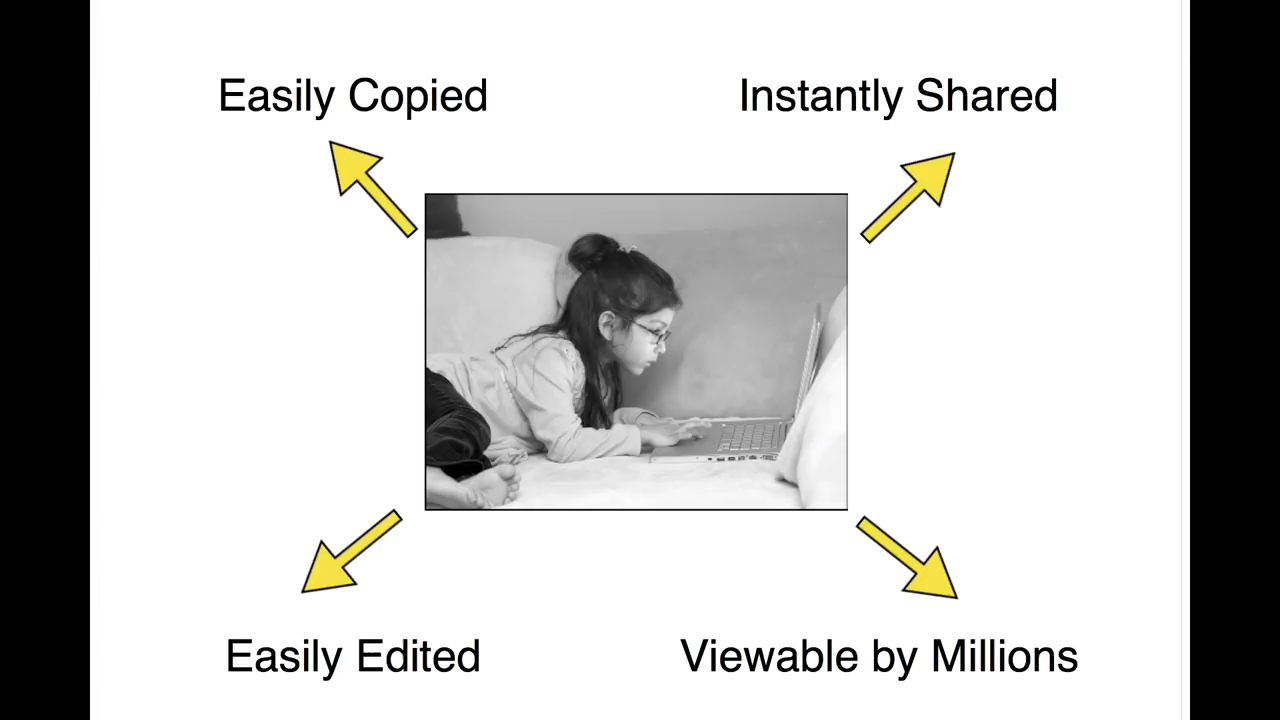 Easily Copied
Instantly Shared
Easily Edited
Viewable by Millions